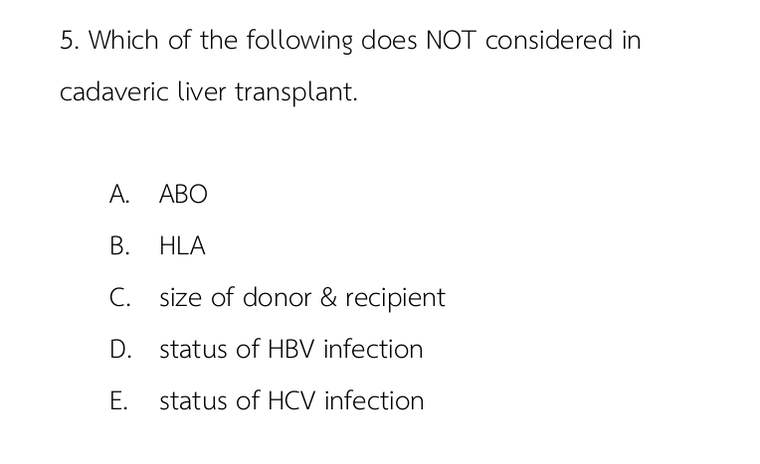 5. Which of the following does NOT considered in
cadaveric liver transplant.
A. ABO
B. HLA
C. size of donor & recipient
D. status of HBV infection
E. status of HCV infection